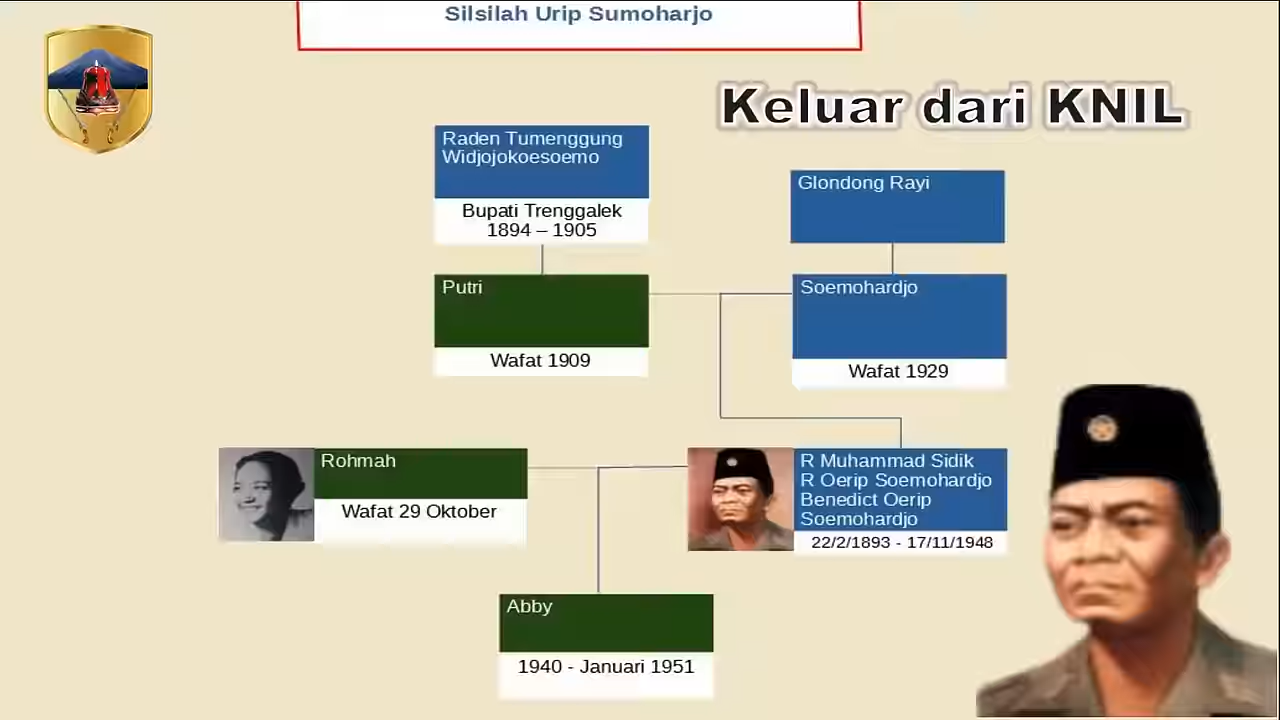 Silsilah Urip Sumoharjo
Keluar dari KNIL
Raden Tumenggung
Widjojokoesoemo
Bupati Trenggalek
1894 – 1905
Glondong Rayi
Putri
Wafat 1909
Soemohardjo
Wafat 1929
Rohmah
Wafat 29 Oktober
R Muhammad Sidik
R Oerip Soemohardjo
Benedict Oerip
Soemohardjo
22/2/1893 - 17/11/1948
Abby
1940 - Januari 1951